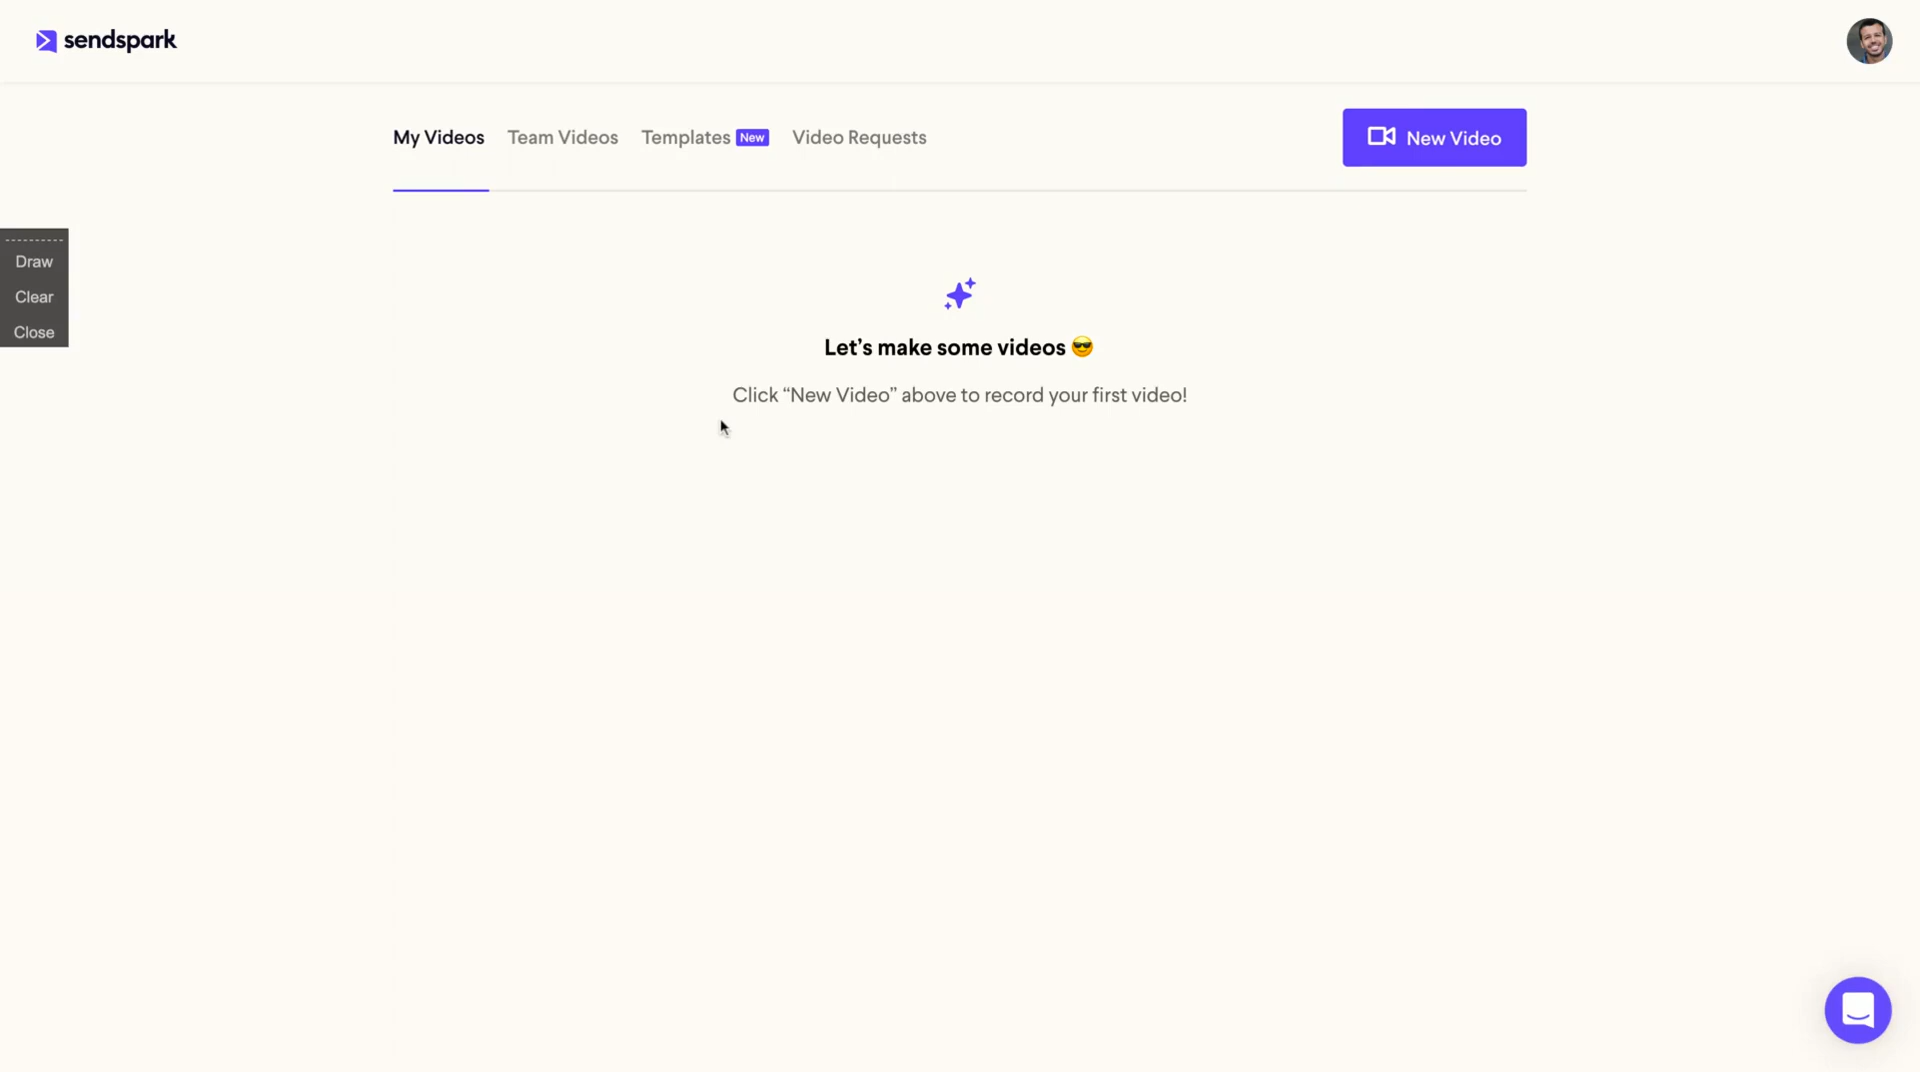 sendspark
My Videos Team Videos Templates New Video Requests
New Video
Draw
Clear
Close
Let’s make some videos 😎
Click “New Video” above to record your first video!